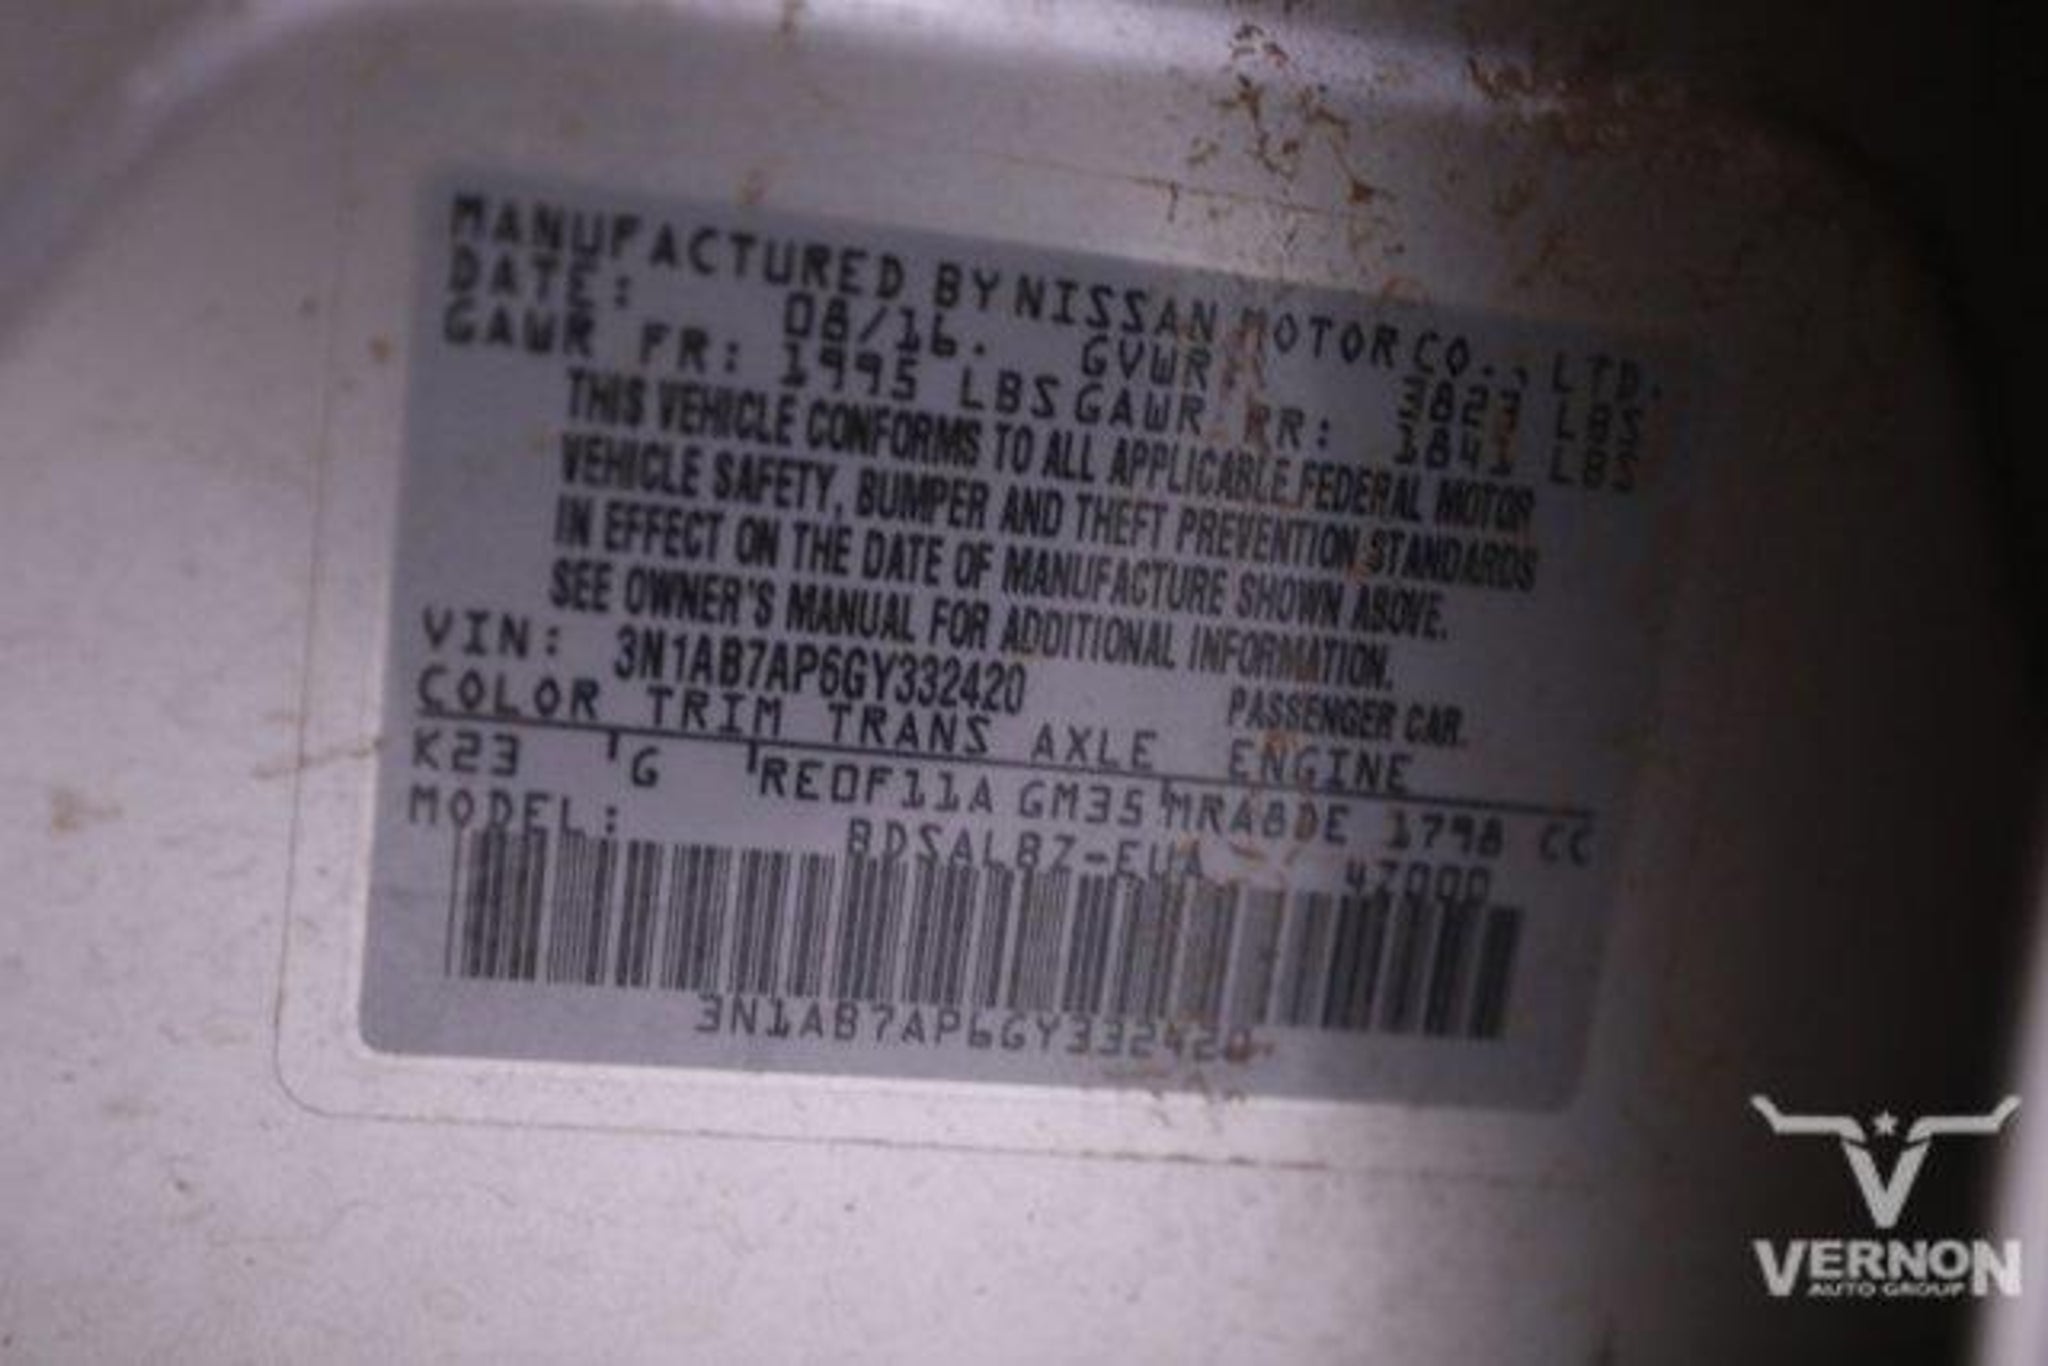 MANUFACTURED BY NISSAN MOTOR CO., LTD.
DATE: 08/16. GVWR: 3823 LBS
GAWR FR: 1995 LBS GAWR RR: 1841 LBS
THIS VEHICLE CONFORMS TO ALL APPLICABLE FEDERAL MOTOR
VEHICLE SAFETY, BUMPER AND THEFT PREVENTION STANDARDS
IN EFFECT ON THE DATE OF MANUFACTURE SHOWN ABOVE.
SEE OWNER'S MANUAL FOR ADDITIONAL INFORMATION.
VIN: 3N1AB7AP6GY332420 PASSENGER CAR.
COLOR TRIM TRANS AXLE ENGINE
K23 G RE0F11A GM35 MRA8DE 1798 CC
MODEL: BDSALBZ-EUA
3N1AB7AP6GY332420
VERNON
AUTO GROUP